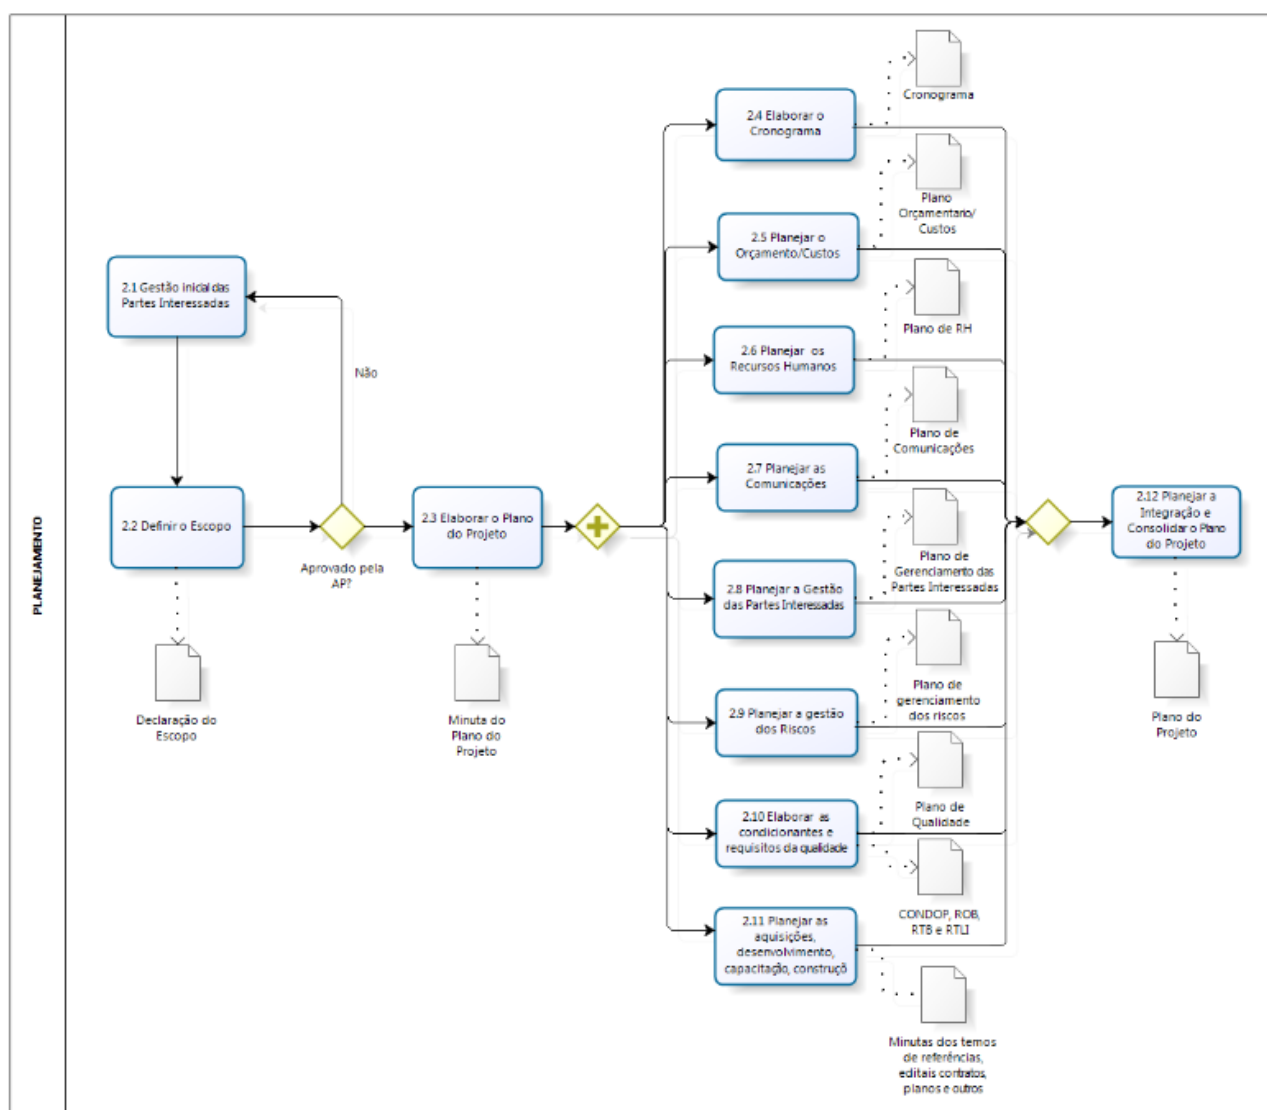 PLANEJAMENTO
2.1 Gestão inicial das
Partes Interessadas
Não
2.2 Definir o Escopo
Aprovado pela
AP?
2.3 Elaborar o Plano
do Projeto
Declaração do
Escopo
Minuta do
Plano do
Projeto
2.4 Elaborar o
Cronograma
Cronograma
2.5 Planejar o
Orçamento/Custos
Plano
Orçamentario/
Custos
2.6 Planejar os
Recursos Humanos
Plano de RH
2.7 Planejar as
Comunicações
Plano de
Comunicações
2.8 Planejar a Gestão
das Partes Interessadas
Plano de
Gerenciamento das
Partes Interessadas
2.9 Planejar a gestão
dos Riscos
Plano de
gerenciamento
dos riscos
2.10 Elaborar as
condicionantes e
requisitos da qualidade
Plano de
Qualidade
CONDOP, ROB,
RTB e RTLI
2.11 Planejar as
aquisições,
desenvolvimento,
capacitação, construçõ
Minutas dos temos
de referências,
editais contratos,
planos e outros
2.12 Planejar a
Integração e
Consolidar o Plano
do Projeto
Plano do
Projeto